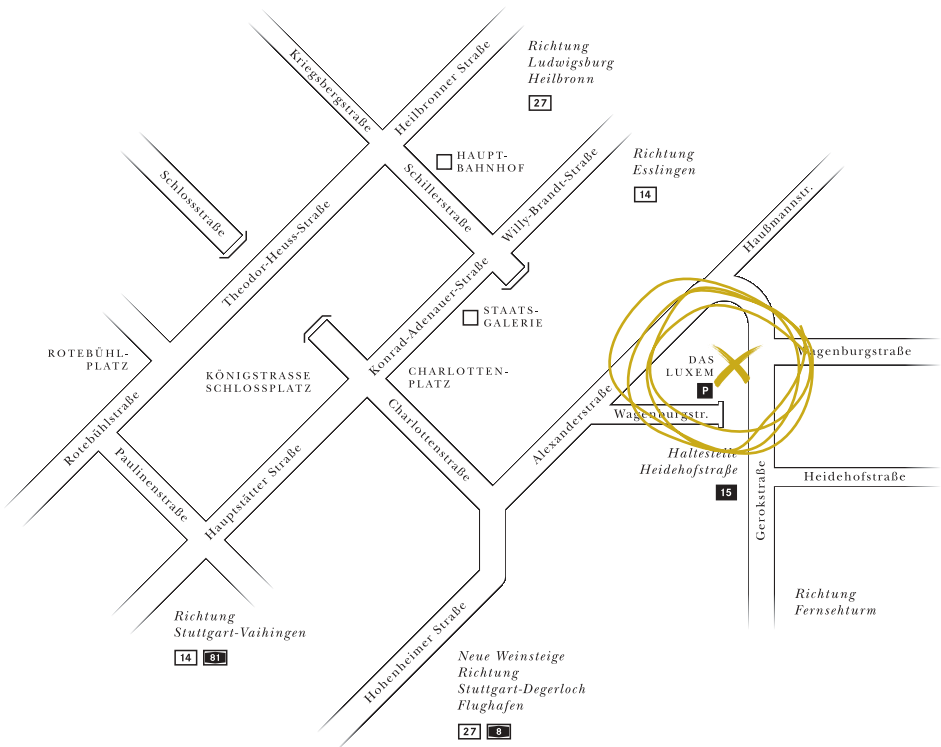 Kriegsbergstraße
Heilbronner Straße
Richtung
Ludwigsburg
Heilbronn
27
HAUPT-
BAHNHOF
Schillerstraße
Willy-Brandt-Straße
Richtung
Esslingen
14
Schlossstraße
Theodor-Heuss-Straße
Haußmannstr.
Konrad-Adenauer-Straße
STAATS-
GALERIE
ROTEBÜHL-
PLATZ
KÖNIGSTRASSE
SCHLOSSPLATZ
CHARLOTTEN-
PLATZ
DAS
LUXEM
P
Wagenburgstraße
Rotebühlstraße
Paulinenstraße
Hauptstätter Straße
Charlottenstraße
Alexanderstraße
Wagenburgstr.
Haltestelle
Heidehofstraße
15
Gerokstraße
Heidehofstraße
Richtung
Fernsehturm
Richtung
Stuttgart-Vaihingen
14 81
Hohenheimer Straße
Neue Weinsteige
Richtung
Stuttgart-Degerloch
Flughafen
27 8